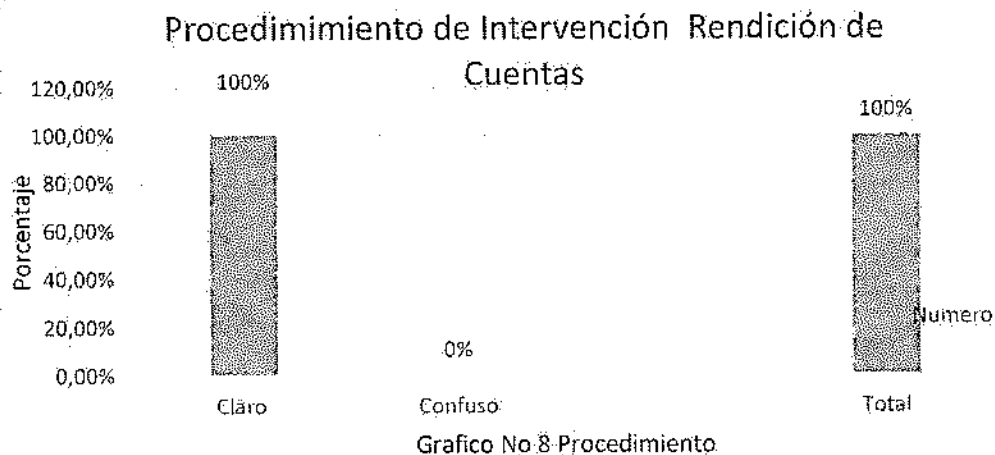 Procedimimiento de Intervención Rendición de
Cuentas
120,00%
100,00%
80,00%
60,00%
40,00%
20,00%
0,00%
Porcentaje
100%
0%
100%
Numero
Claro
Confuso
Total
Grafico No 8 Procedimiento